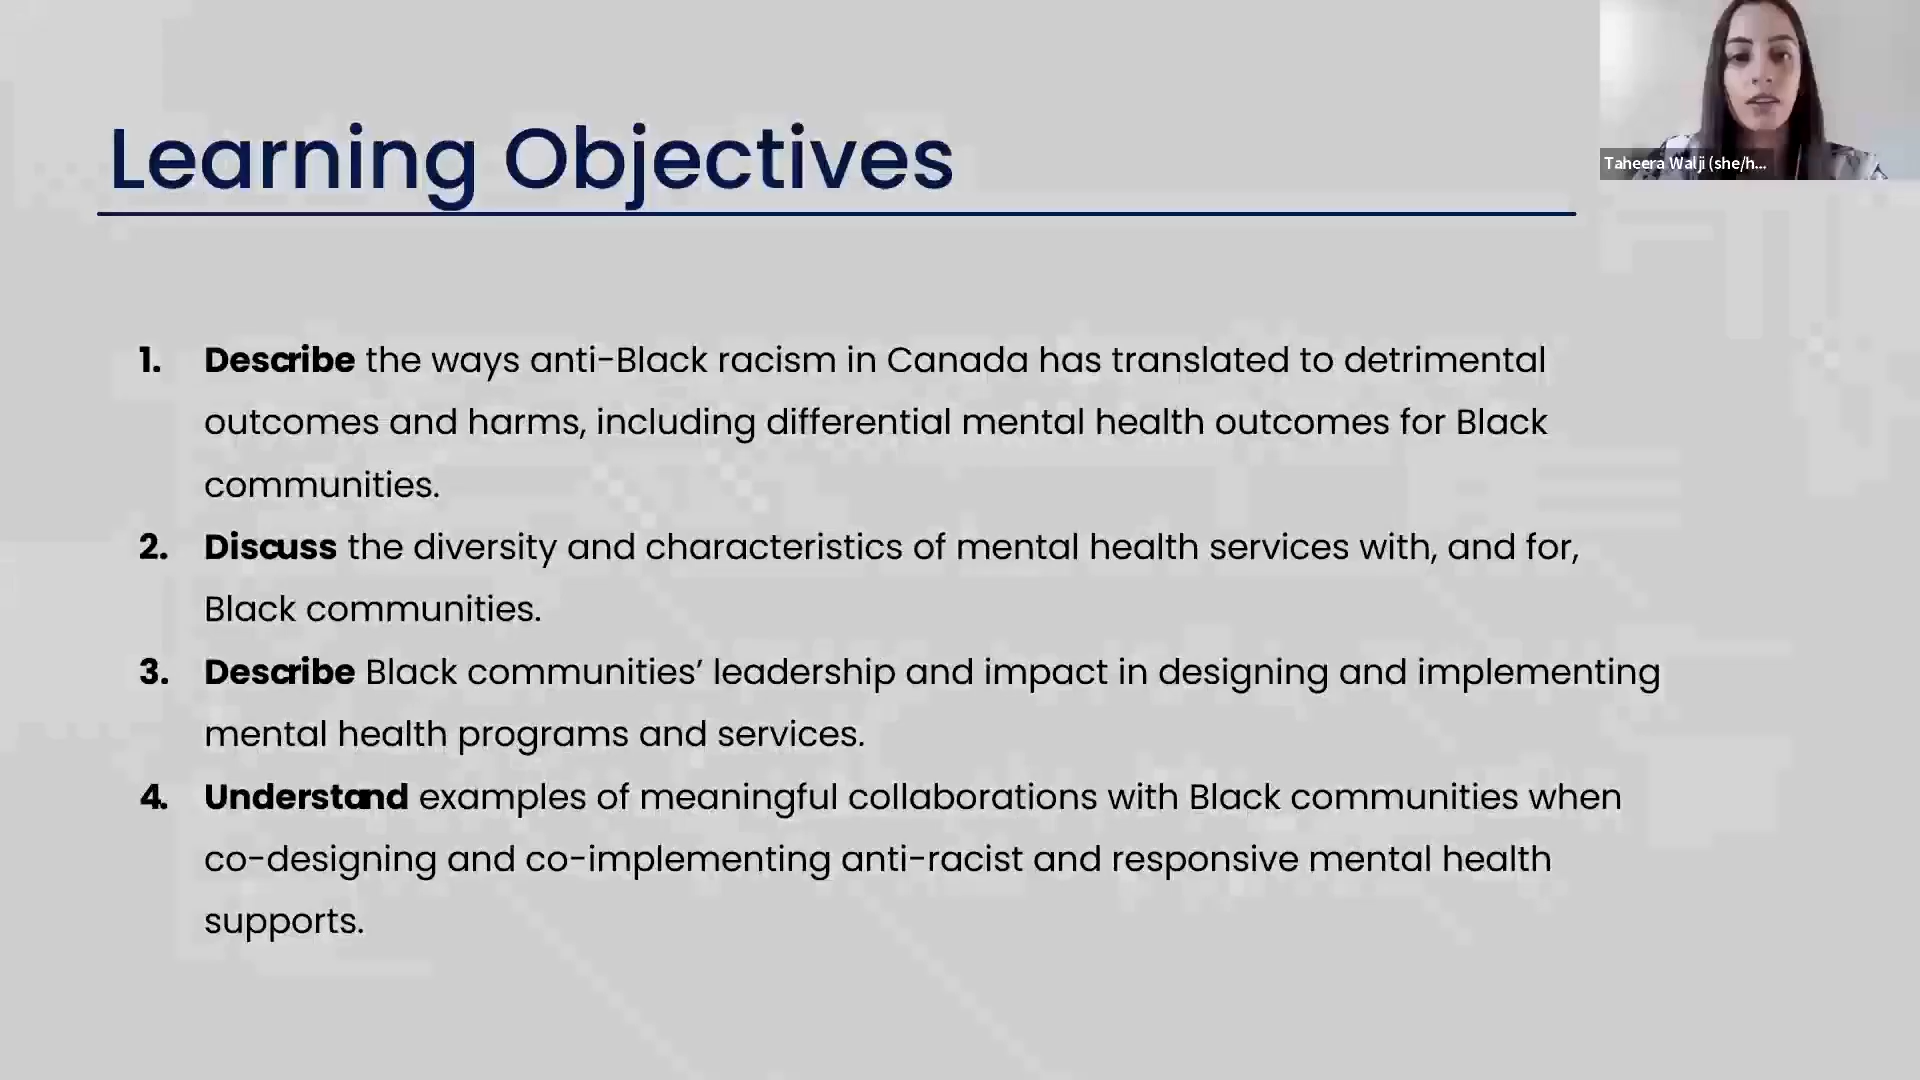 Learning Objectives
Taheera Walji (she/h...
1. Describe the ways anti-Black racism in Canada has translated to detrimental
outcomes and harms, including differential mental health outcomes for Black
communities.
2. Discuss the diversity and characteristics of mental health services with, and for,
Black communities.
3. Describe Black communities’ leadership and impact in designing and implementing
mental health programs and services.
4. Understand examples of meaningful collaborations with Black communities when
co-designing and co-implementing anti-racist and responsive mental health
supports.